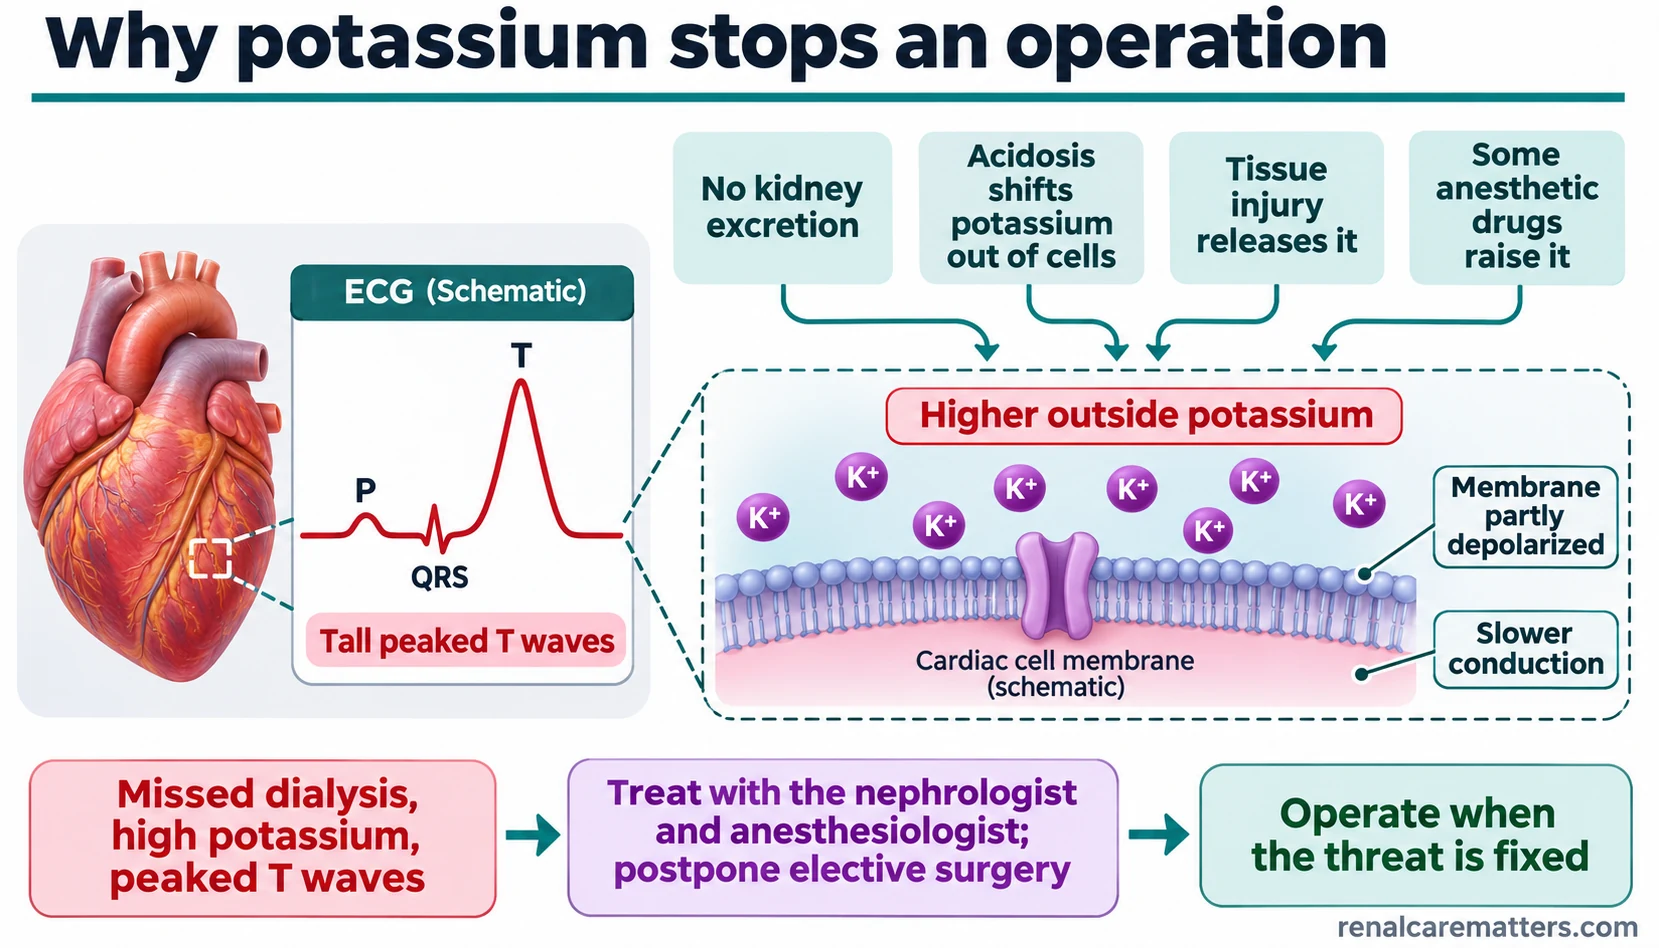 Why potassium stops an operation
No kidney
excretion
Acidosis
shifts
potassium
out of cells
Tissue
injury
releases it
Some
anesthetic
drugs
raise it
ECG (Schematic)
T
P
QRS
Tall peaked T waves
Higher outside potassium
K+
K+
K+
K+
K+
K+
K+
K+
Membrane
partly
depolarized
Slower
conduction
Cardiac cell membrane
(schematic)
Missed dialysis,
high potassium,
peaked T waves
Treat with the nephrologist
and anesthesiologist;
postpone elective surgery
Operate when
the threat is fixed
renalcarematters.com